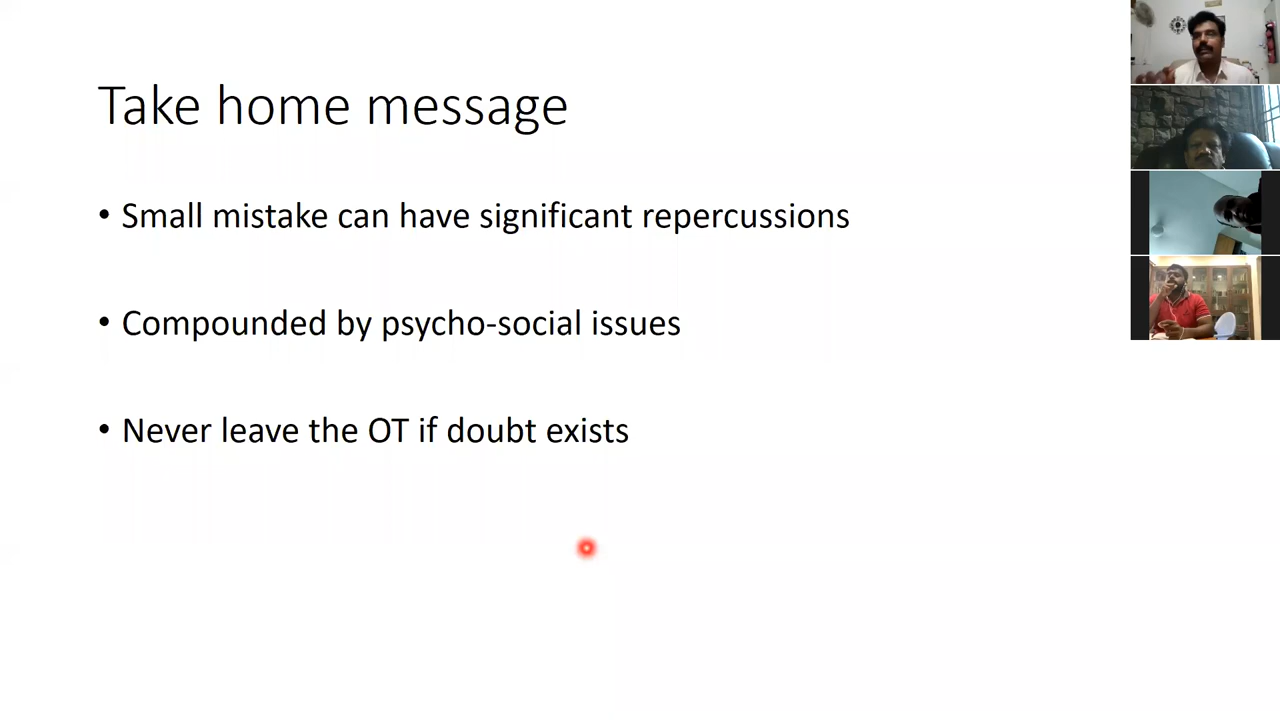 Take home message
• Small mistake can have significant repercussions
• Compounded by psycho-social issues
• Never leave the OT if doubt exists